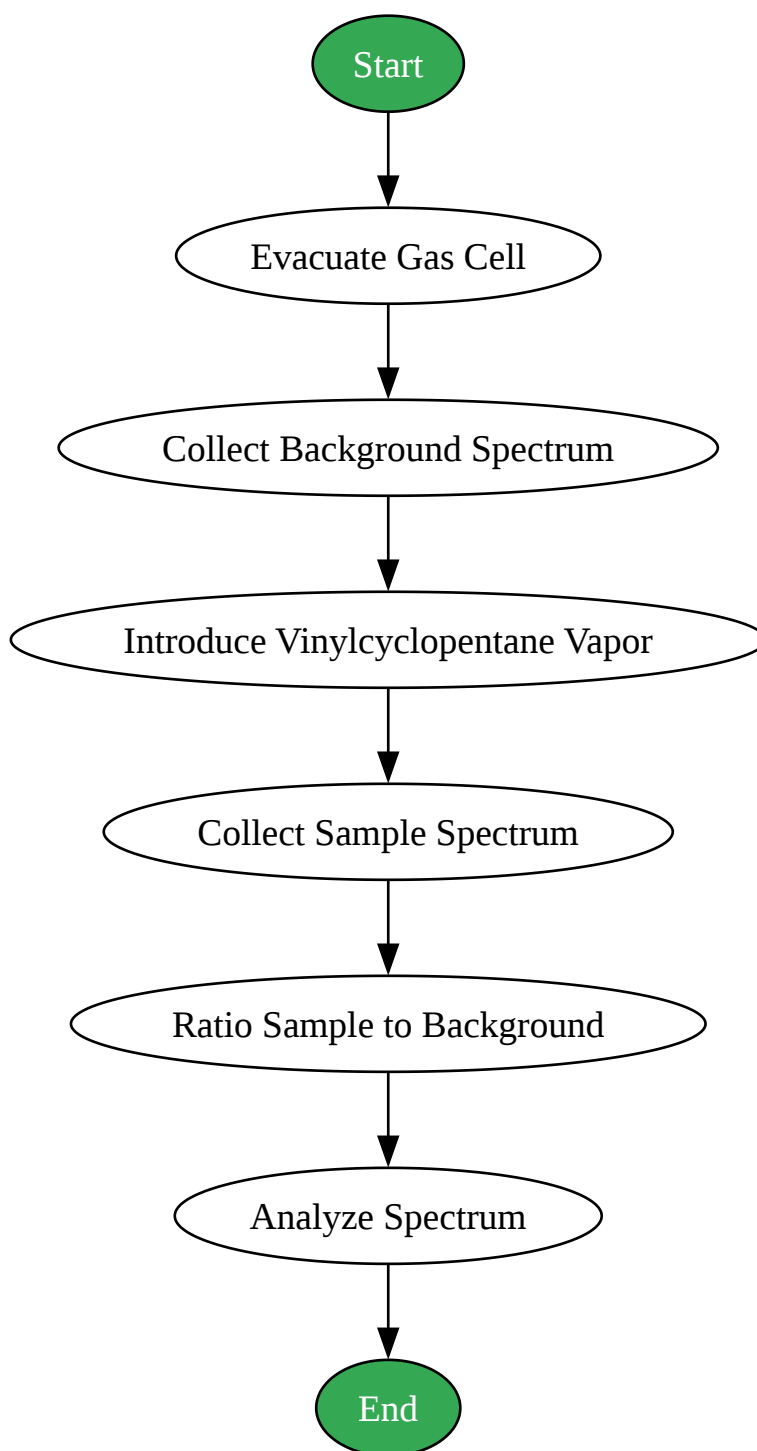 Start
Evacuate Gas Cell
Collect Background Spectrum
Introduce Vinylcyclopentane Vapor
Collect Sample Spectrum
Ratio Sample to Background
Analyze Spectrum
End